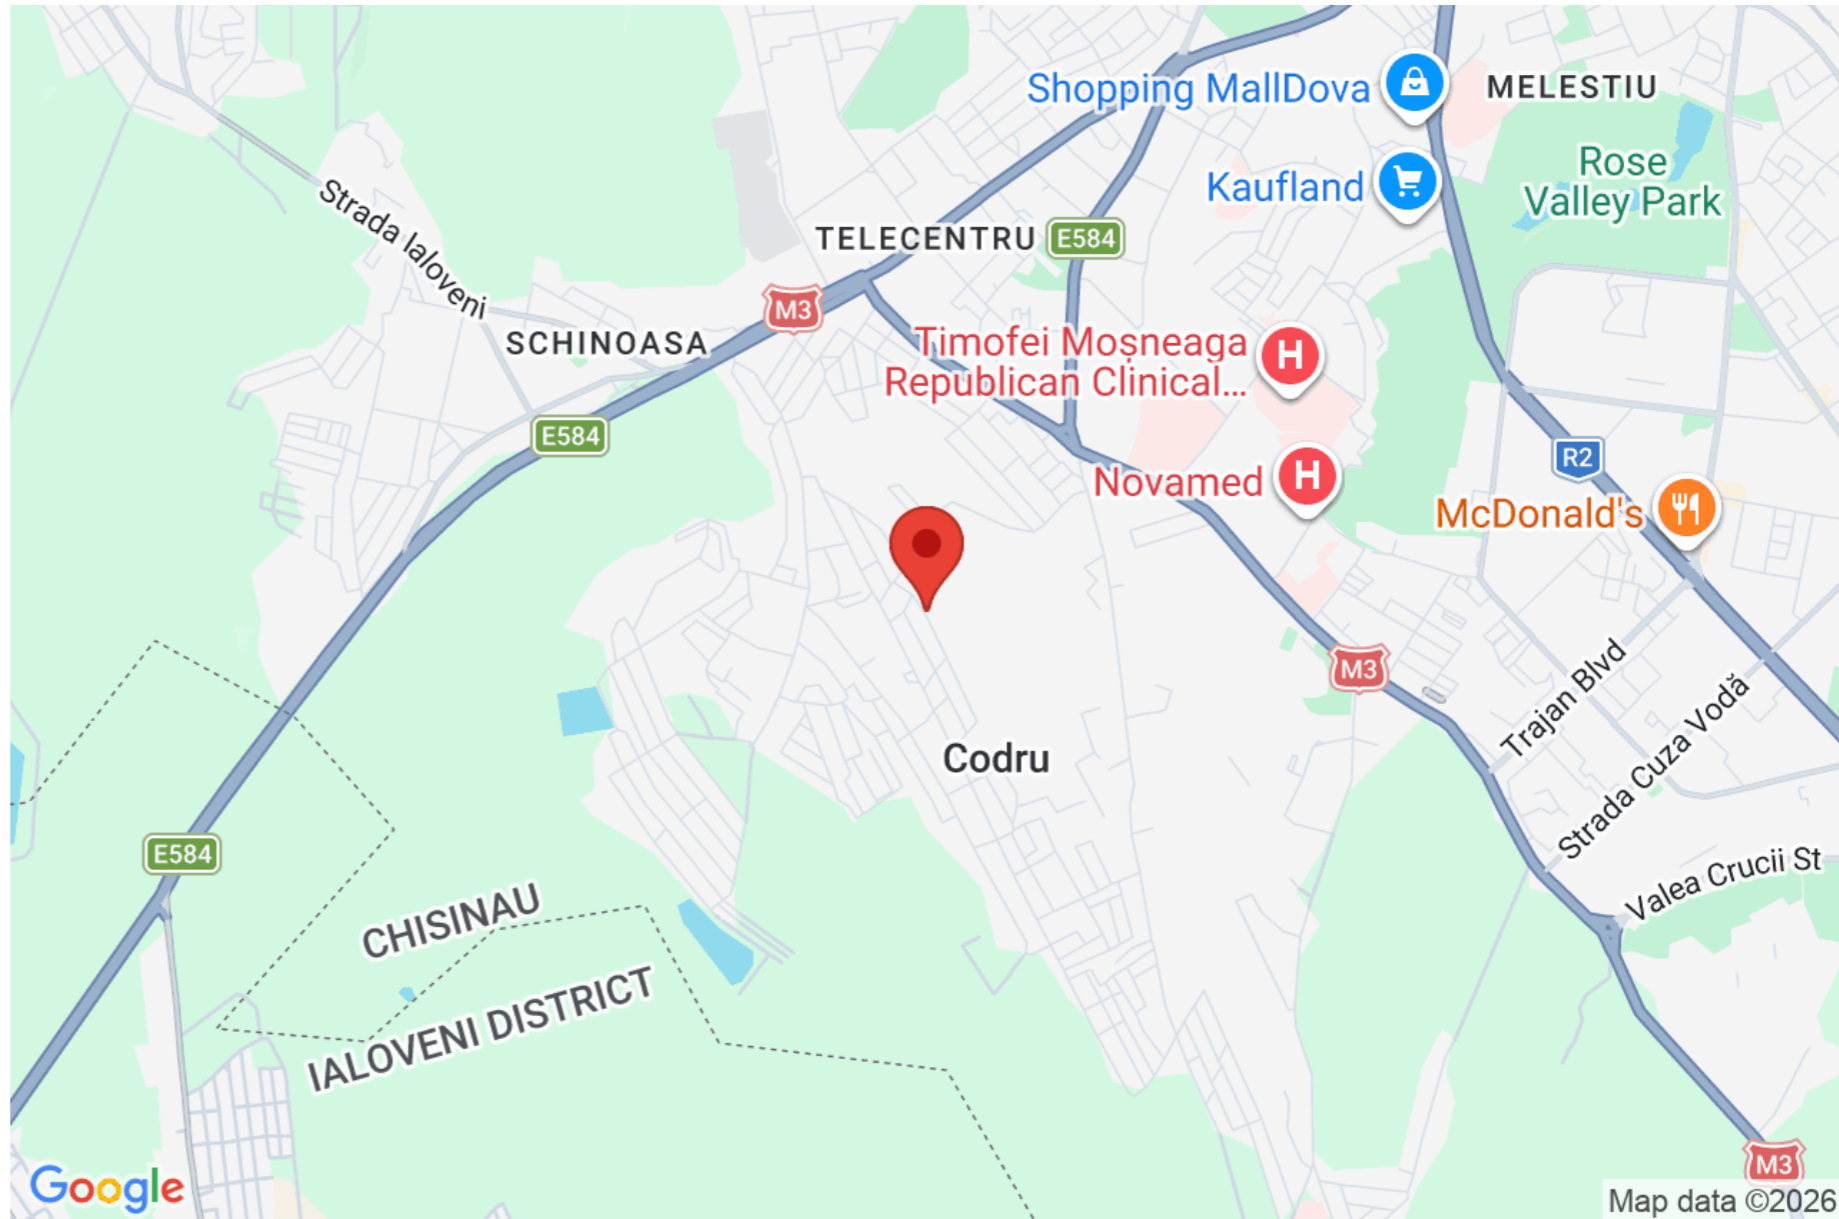 Shopping MallDova
MELESTIU
Rose
Valley Park
Kaufland
Strada Ialoveni
TELECENTRU
E584
M3
SCHINOASA
Timofei Moșneaga
Republican Clinical...
H
E584
R2
Novamed
H
McDonald's
M3
Trajan Blvd
Strada Cuza Vodă
Codru
E584
Valea Crucii St
CHISINAU
IALOVENI DISTRICT
M3
Google
Map data ©2026